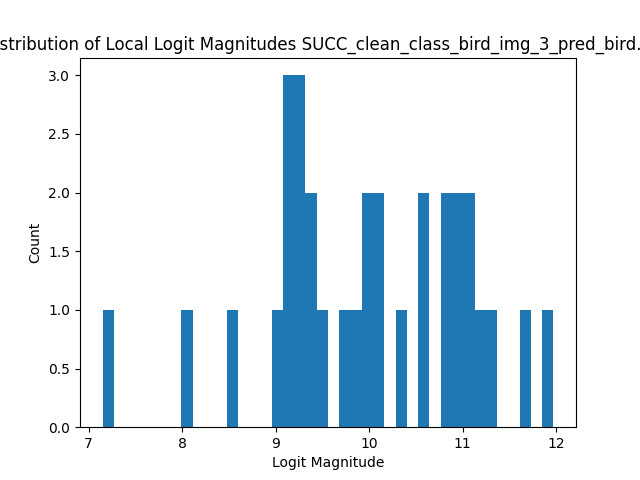 stribution of Local Logit Magnitudes SUCC_clean_class_bird_img_3_pred_bird.
3.0
2.5
2.0
1.5
1.0
0.5
0.0
Count
7 8 9 10 11 12
Logit Magnitude